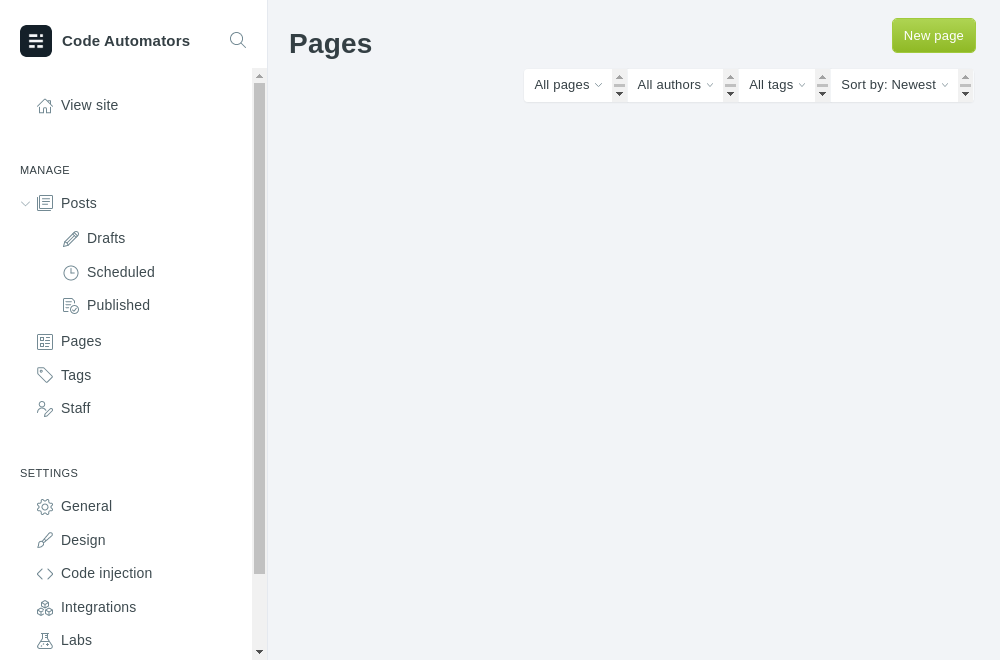 Code Automators
View site
MANAGE
Posts
Drafts
Scheduled
Published
Pages
Tags
Staff
SETTINGS
General
Design
Code injection
Integrations
Labs
Pages
New page
All pages
All authors
All tags
Sort by: Newest